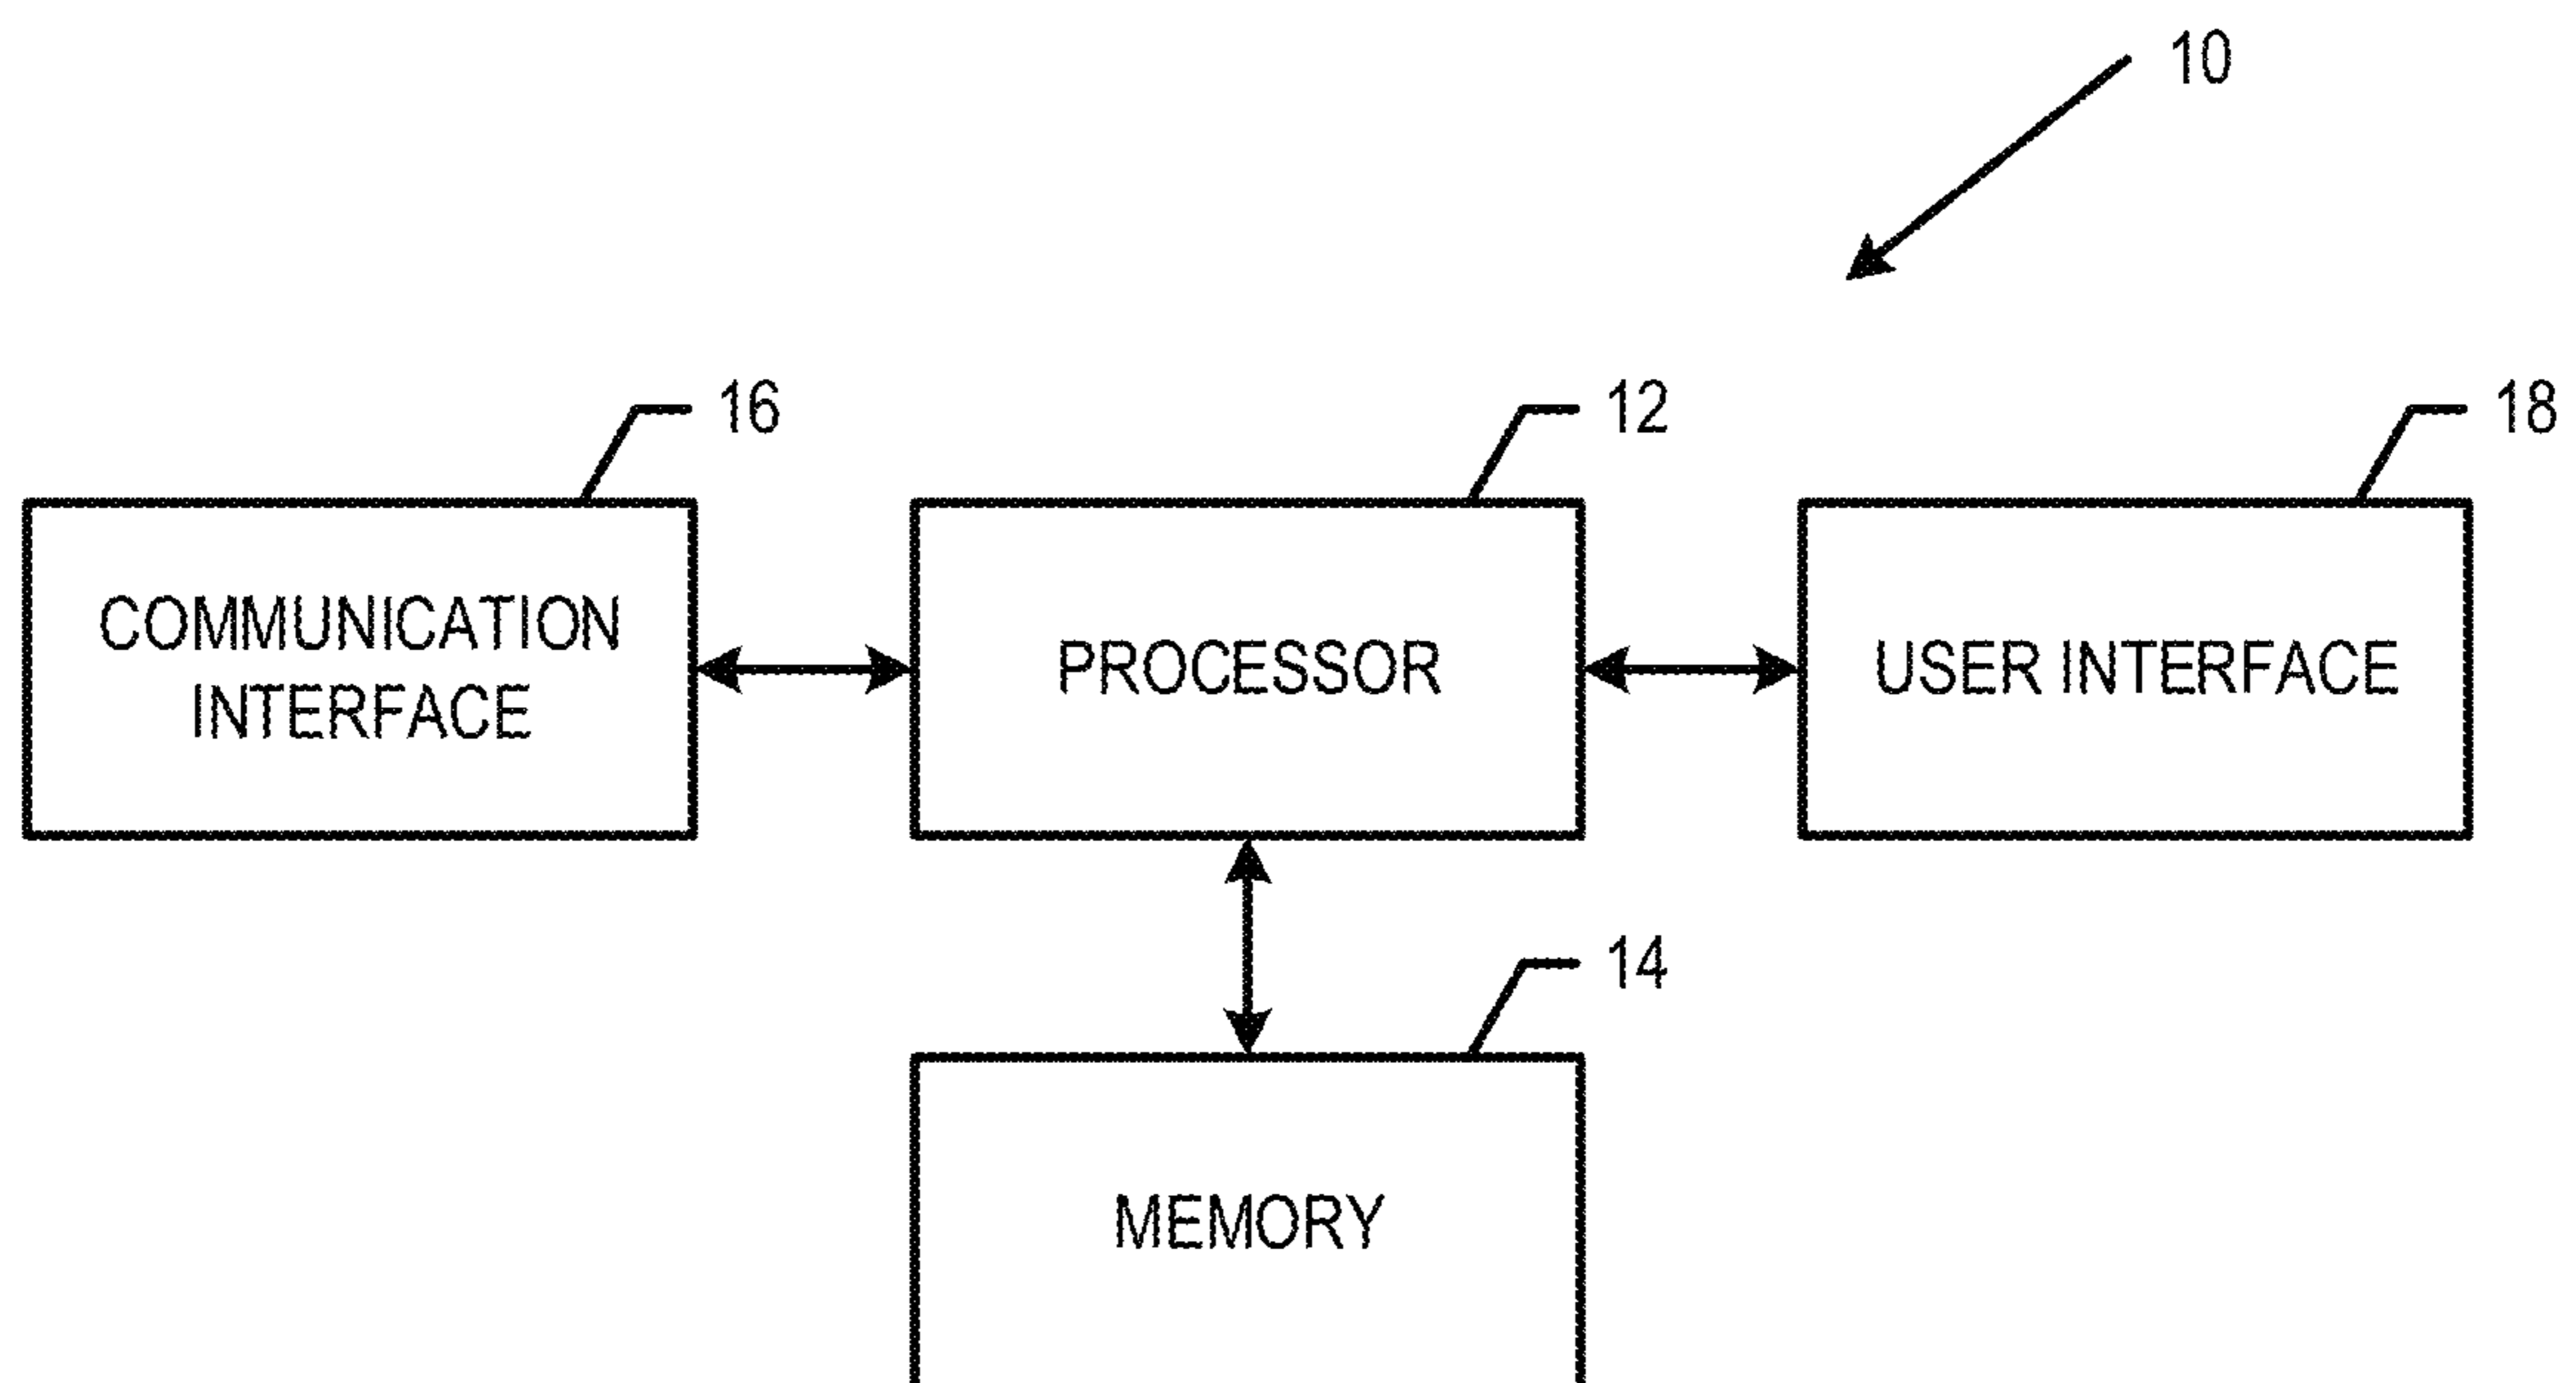 10
16
12
18
COMMUNICATION
INTERFACE
PROCESSOR
USER INTERFACE
14
MEMORY